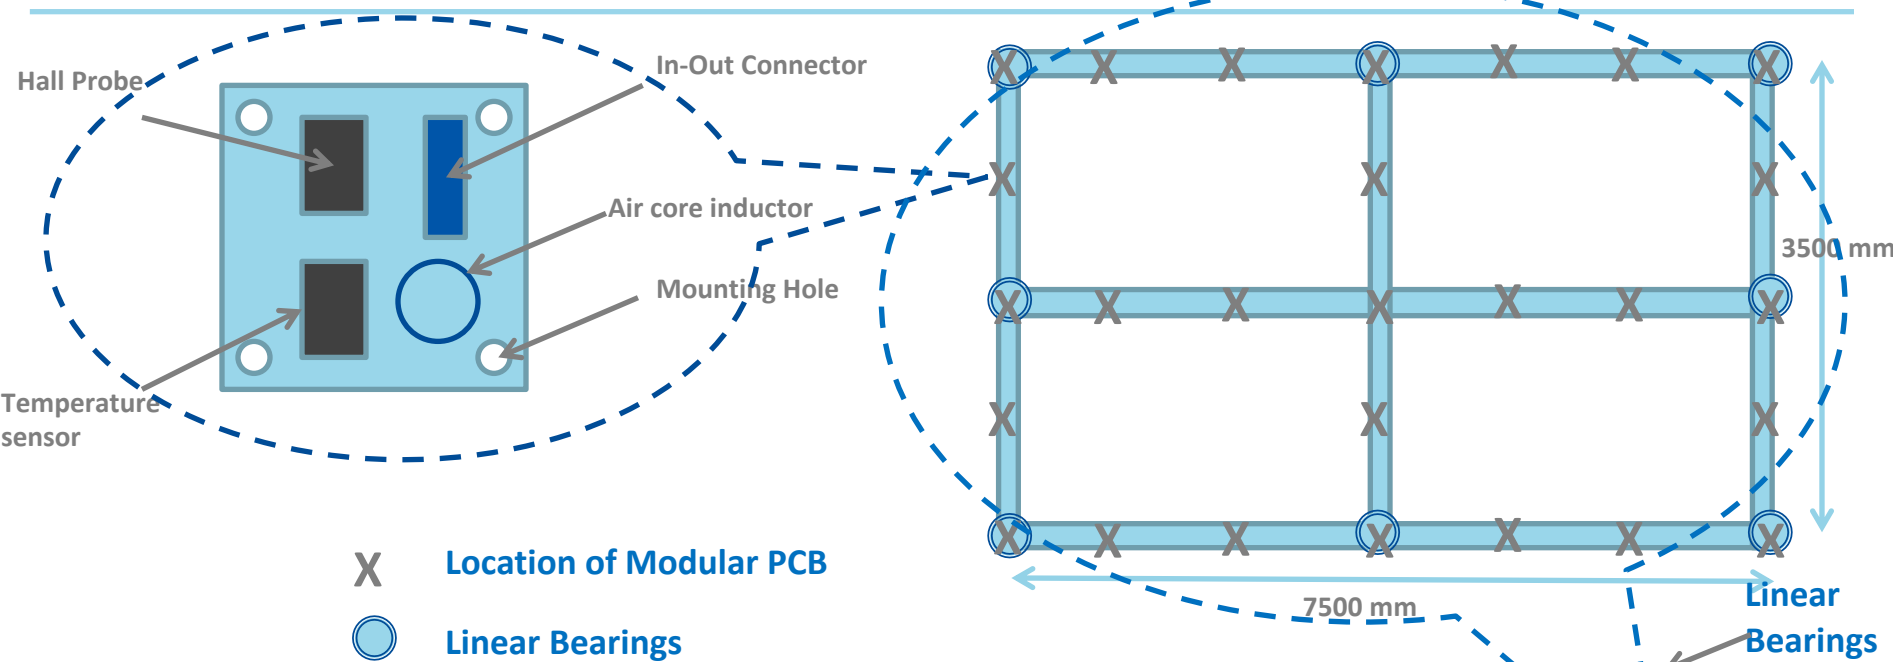 Hall Probe
In-Out Connector
Air core inductor
Mounting Hole
Temperature
sensor
X Location of Modular PCB
Linear Bearings
X X X X X X X
X X X
3500 mm
X X X X X X X
X X X
X X X X X X X
7500 mm
Linear
Bearings